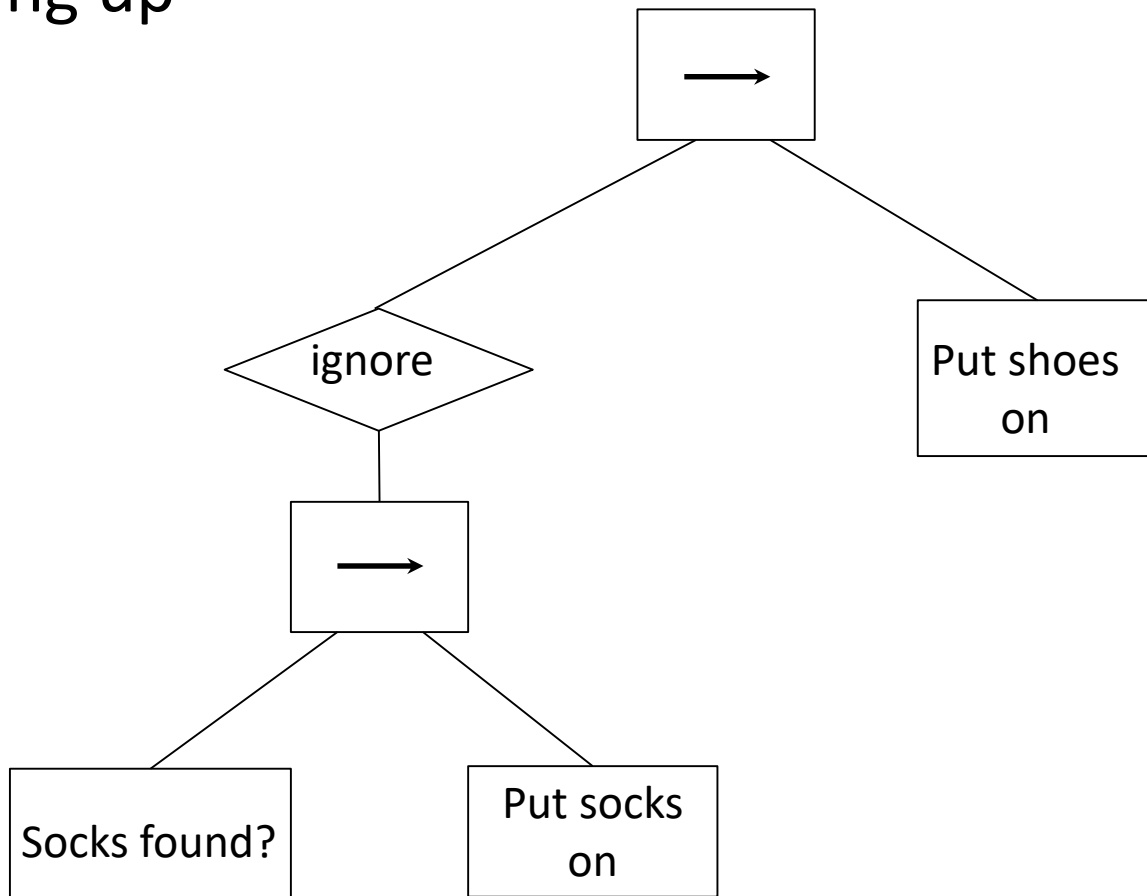 ng up
ignore
Put shoes
on
Socks found?
Put socks
on